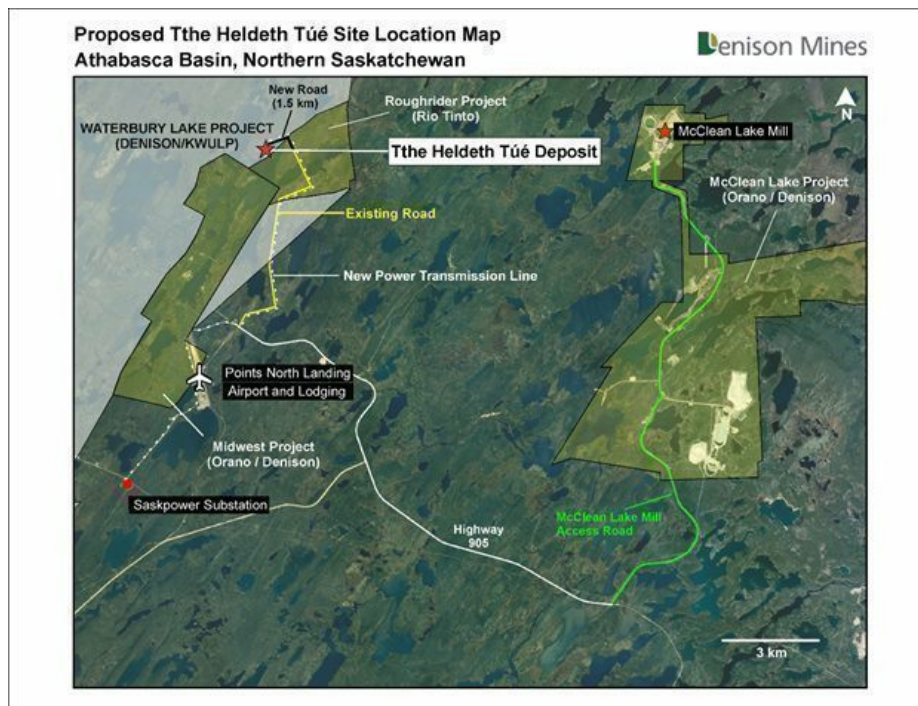 Proposed Tthe Heldeth Túé Site Location Map
Athabasca Basin, Northern Saskatchewan
Denison Mines
New Road
(1.5 km)
Roughrider Project
(Rio Tinto)
WATERBURY LAKE PROJECT
(DENISON/KWULP)
Tthe Heldeth Túé Deposit
N
McClean Lake Mill
McClean Lake Project
(Orano / Denison)
Existing Road
New Power Transmission Line
Points North Landing
Airport and Lodging
Midwest Project
(Orano / Denison)
Saskpower Substation
Highway
905
McClean Lake Mill
Access Road
3 km